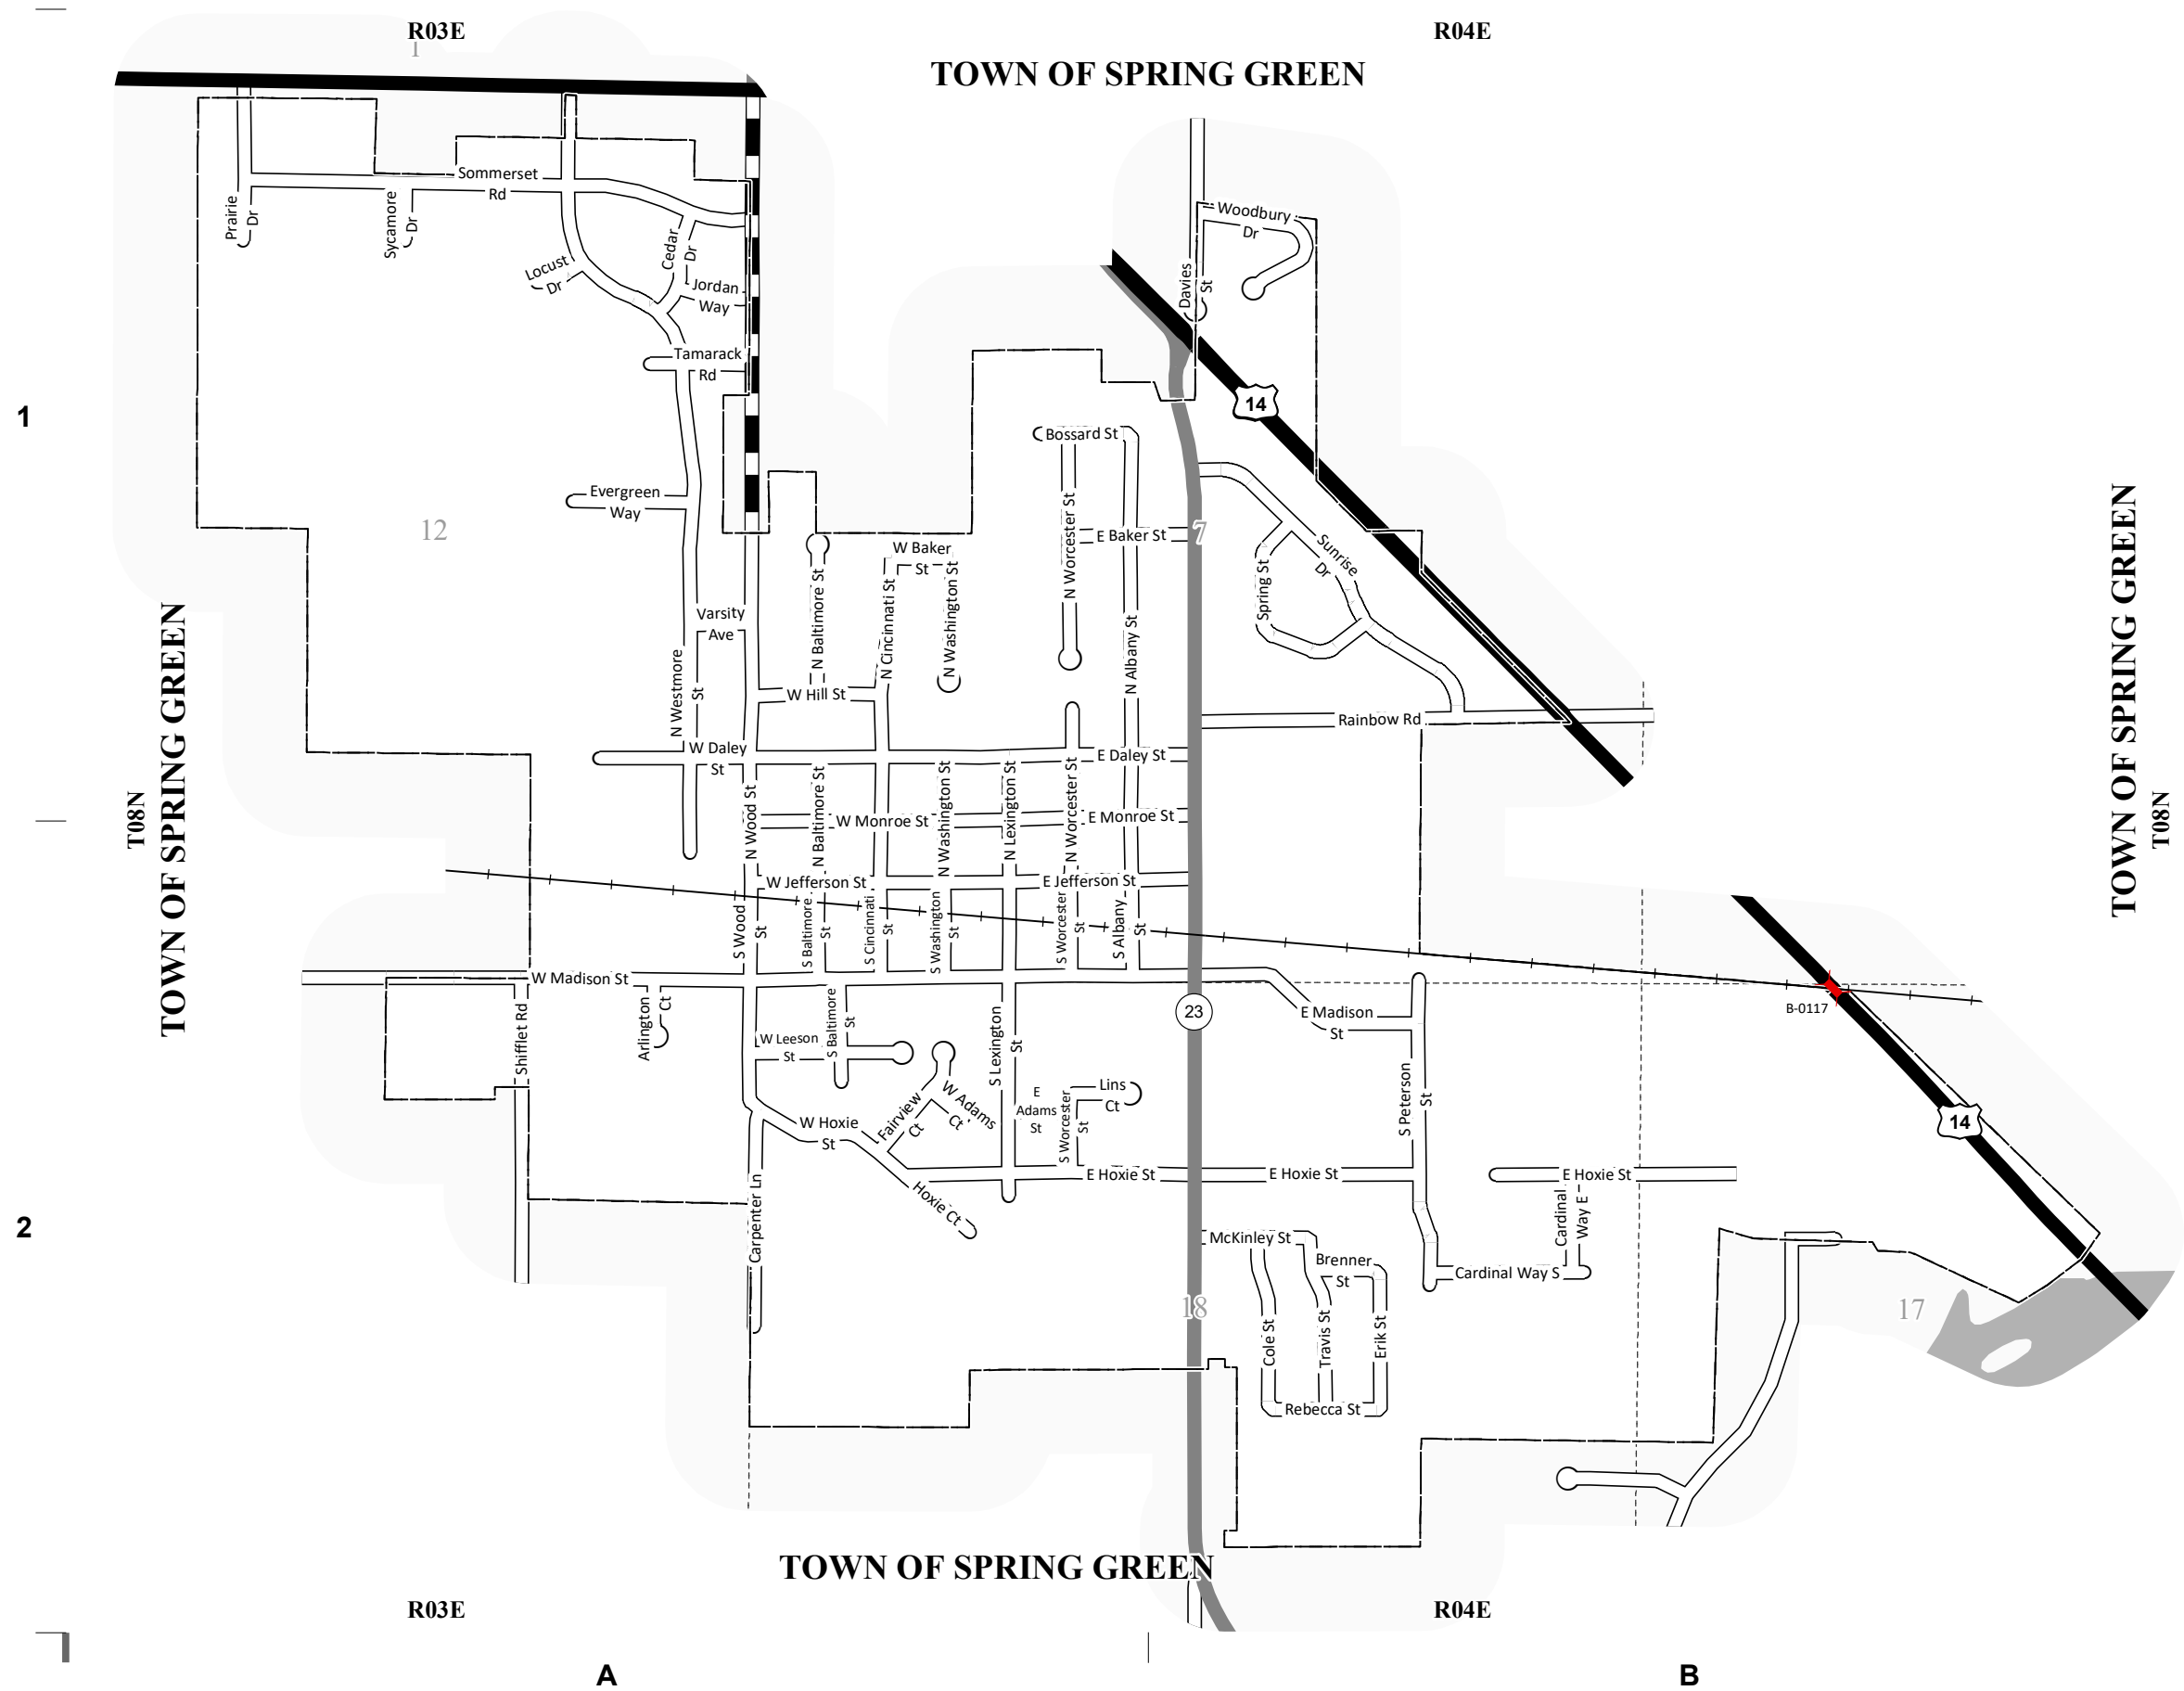 R03E
R04E
1
TOWN OF SPRING GREEN
Sommerset
Rd
Prairie
Dr
Sycamore
Dr
Locust
Dr
Cedar
Dr
Jordan
Way
Woodbury
Dr
Davies
St
Tamarack
Rd
14
1
Bossard St
Evergreen
Way
12
N Worcester St
E Baker St
7
W Baker
St
Sunrise
Dr
Spring St
N Baltimore St
N Cincinnati St
N Washington St
Varsity
Ave
N Albany St
N Westmore
St
W Hill St
Rainbow Rd
W Daley
St
E Daley St
TOWN OF SPRING GREEN
T08N
TOWN OF SPRING GREEN
T08N
N Wood St
N Baltimore St
N Washington St
N Lexington St
N Worcester St
W Monroe St
E Monroe St
W Jefferson St
E Jefferson St
S Wood
St
S Baltimore
St
S Cincinnati
St
S Washington
St
S Worcester
St
S Albany
St
W Madison St
23
E Madison
St
B-0117
Shifflet Rd
Arlington
Ct
W Leeson
St
S Baltimore
St
S Lexington
St
Fairview
Ct
W Adams
Ct
E
Adams
St
S Worcester
St
Lins
Ct
S Peterson
St
14
W Hoxie
St
E Hoxie St
E Hoxie St
E Hoxie St
Hoxie Ct
Carpenter Ln
Cardinal
Way E
2
McKinley St
Brenner
St
Cardinal Way S
18
17
Cole St
Travis St
Erik St
Rebecca St
TOWN OF SPRING GREEN
R03E
R04E
A
B